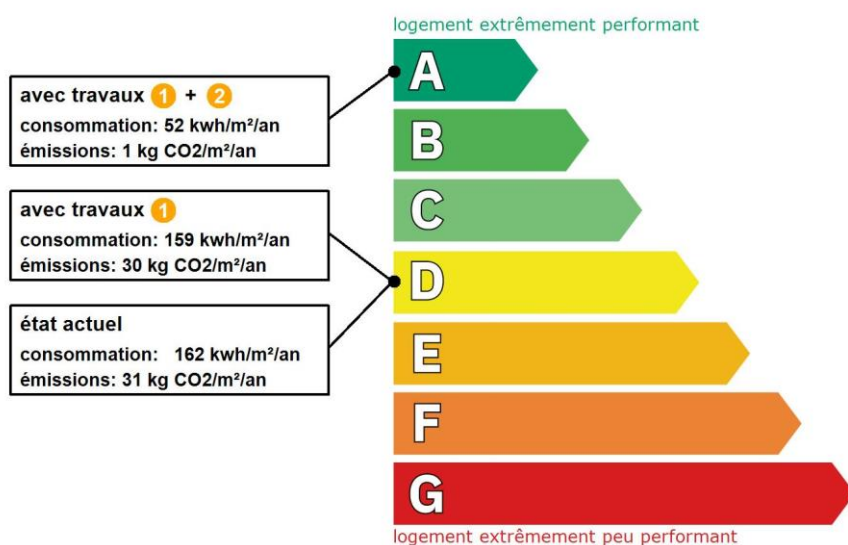 logement extrêmement performant
avec travaux 1 + 2
consommation: 52 kwh/m²/an
émissions: 1 kg CO2/m²/an
avec travaux 1
consommation: 159 kwh/m²/an
émissions: 30 kg CO2/m²/an
état actuel
consommation: 162 kwh/m²/an
émissions: 31 kg CO2/m²/an
A
B
C
D
E
F
G
logement extrêmement peu performant